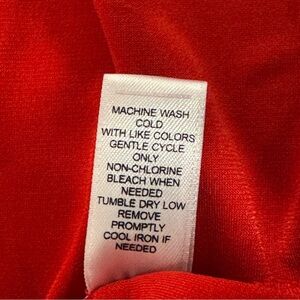 MACHINE WASH
COLD
WITH LIKE COLORS
GENTLE CYCLE
ONLY
NON-CHLORINE
BLEACH WHEN
NEEDED
TUMBLE DRY LOW
REMOVE
PROMPTLY
COOL IRON IF
NEEDED